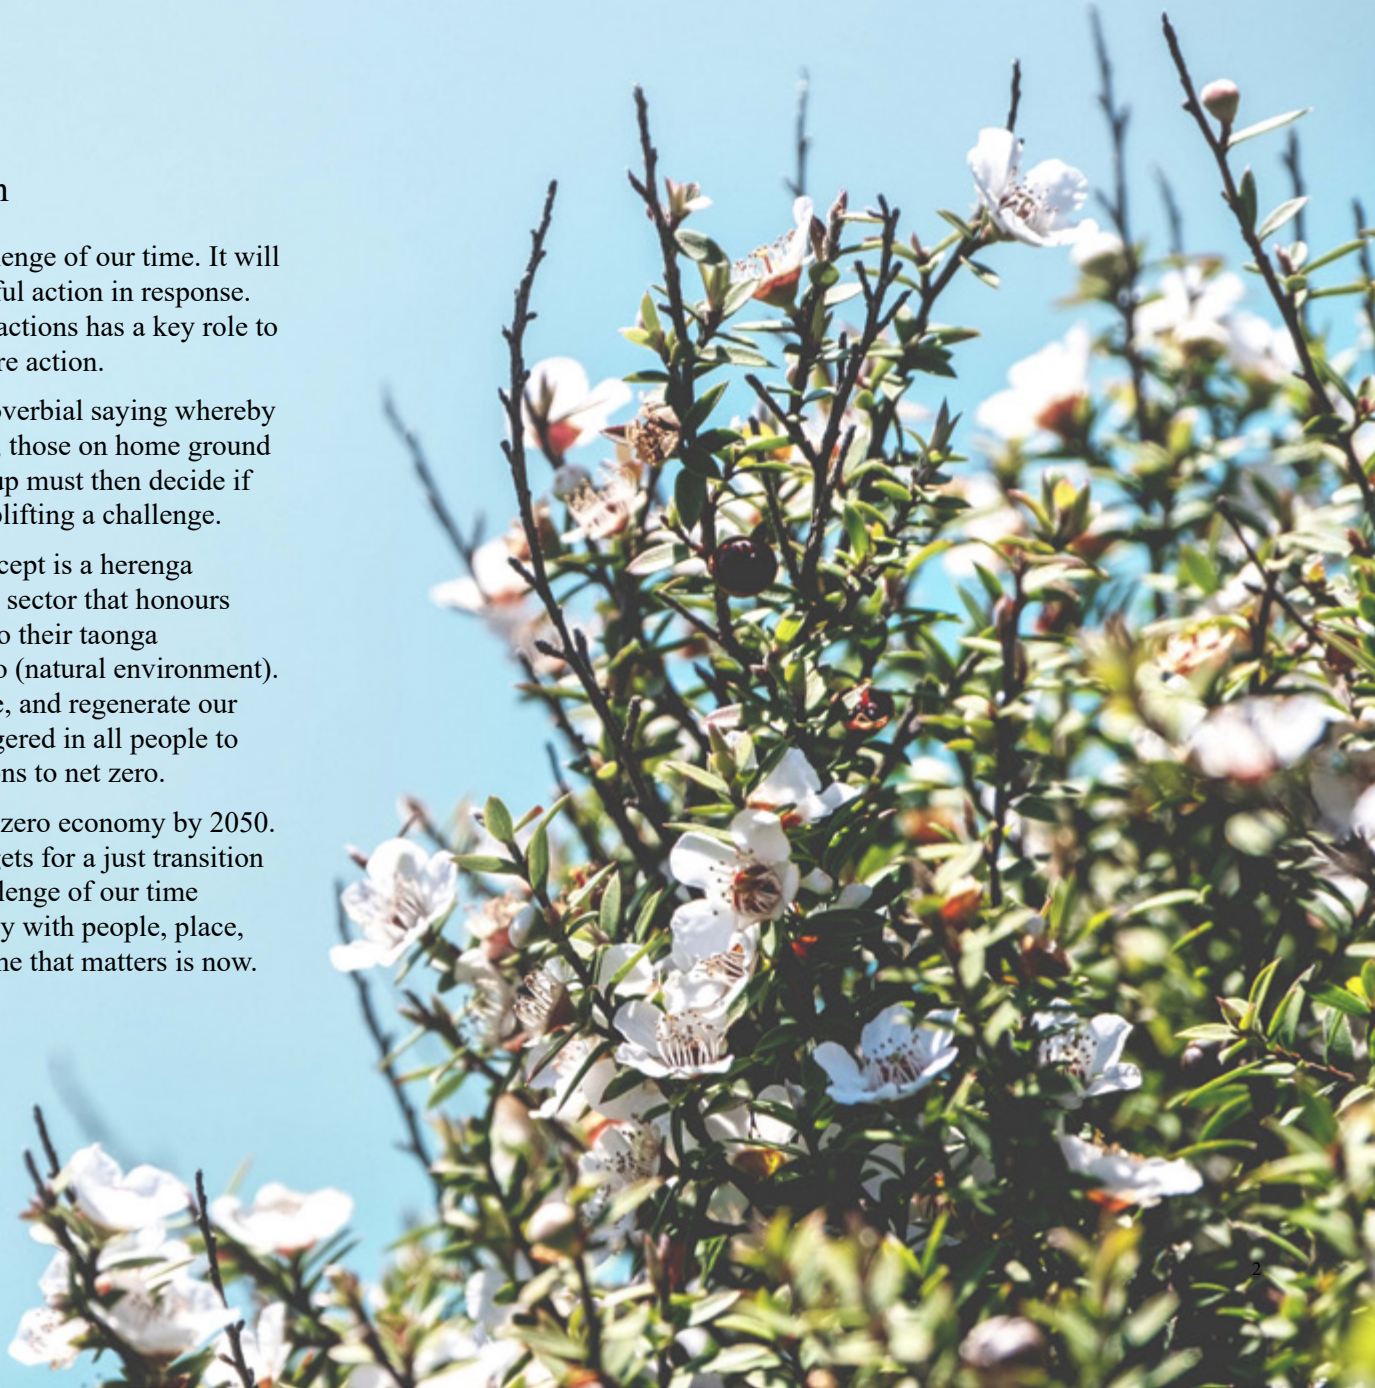 n
enge of our time. It will
ful action in response.
actions has a key role to
re action.
overbial saying whereby
, those on home ground
up must then decide if
plifting a challenge.
cept is a herenga
sector that honours
o their taonga
o (natural environment).
e, and regenerate our
gered in all people to
ns to net zero.
zero economy by 2050.
gets for a just transition
lenge of our time
y with people, place,
ne that matters is now.
2